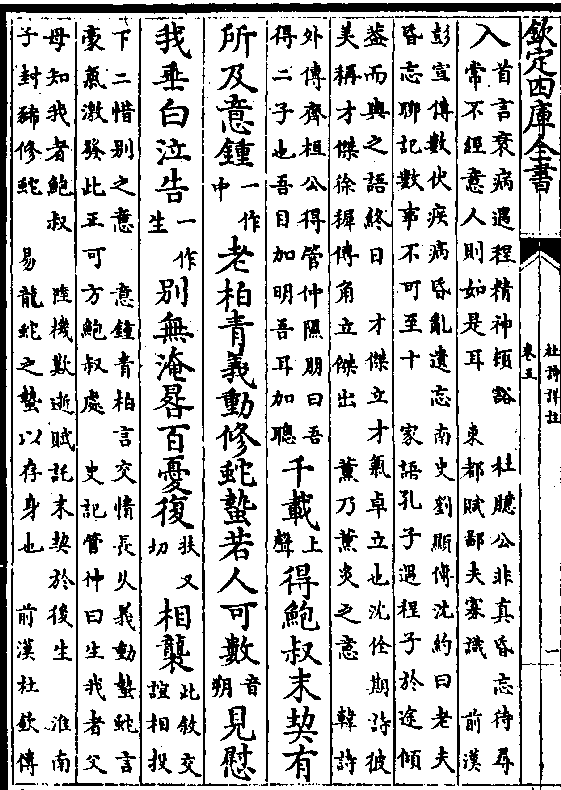 欽定四庫全書
杜詩詳註
卷五
一
入
首言衰病遇程精神頓豁　杜臆公非真昏忘待尋
常不經意人則如是耳　東都賦鄙夫寡識　前漢
彭宣傳數伏疾病昏亂遺忘南史劉顯傳沈約曰老夫
昏忘聊記數事不可至十　家語孔子遇程子於途傾
蓋而與之語終日　才傑立才氣卓立也沈佺期詩彼
美稱才傑徐穉傳角立傑出　薰乃薰炎之意　韓詩
外傳齊桓公得管仲隰朋曰吾
得二子也吾目加明吾耳加聰
千載上聲得鮑叔末契有
所及意鍾一作中老柏青義動修蛇蟄若人可數音朔見慰
我垂白泣告一作生別無淹晷百憂復扶又切相襲此敘交
誼相投
下二惜别之意　意鍾青柏言交情長久義動蟄蛇言
豪氣激發此王可方鮑叔處　史記管仲曰生我者父
母知我者鮑叔　陸機歎逝賦託末契於後生　淮南
子封豨修蛇　易龍蛇之蟄以存身也　前漢杜欽傳